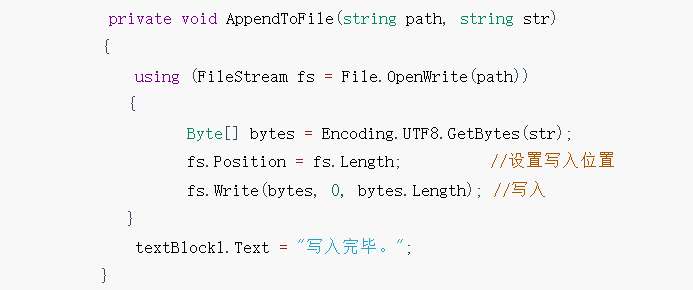 private void AppendToFile(string path, string str)
{
using (FileStream fs = File.OpenWrite(path))
{
Byte[] bytes = Encoding.UTF8.GetBytes(str);
fs.Position = fs.Length; //设置写入位置
fs.Write(bytes, 0, bytes.Length); //写入
}
textBlock1.Text = "写入完毕。";
}